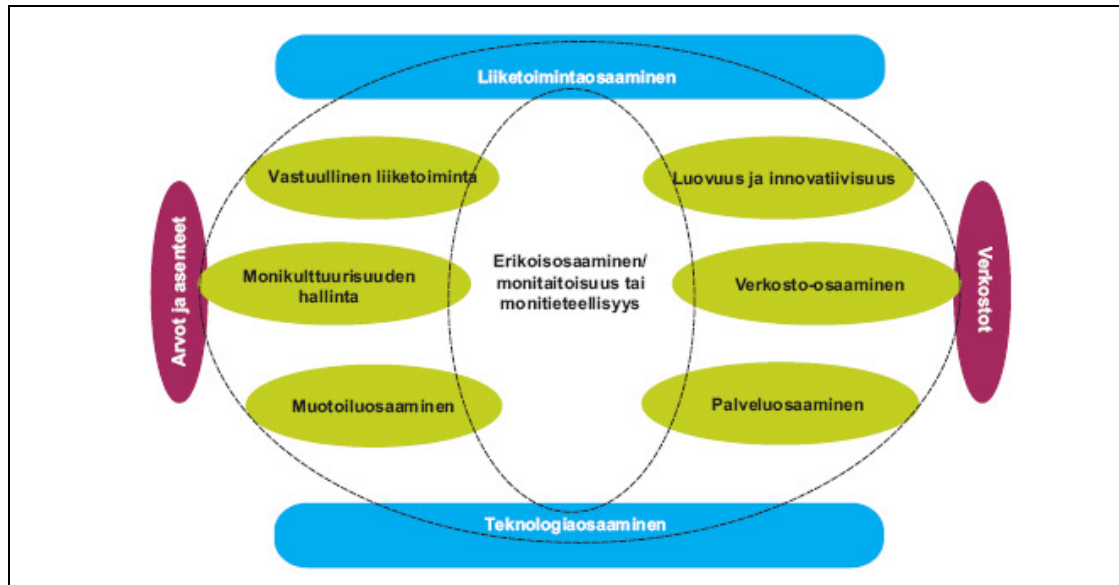 Liiketoimintaosaaminen
Vastuullinen liiketoiminta
Luovuus ja innovatiivisuus
Arvot ja asenteet
Monikulttuurisuuden
hallinta
Erikoisosaaminen/
monitaitoisuus tai
monitieteellisyys
Verkosto-osaaminen
Verkostot
Muotoiluosaaminen
Palveluosaaminen
Teknologiaosaaminen